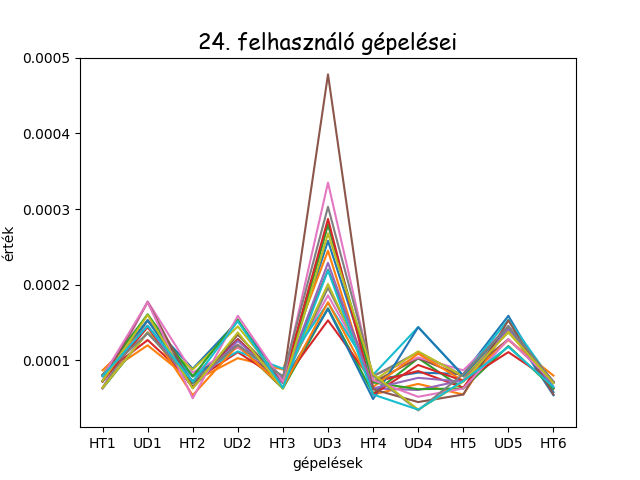 24. felhasználó gépelései
0.0005
0.0004
0.0003
0.0002
0.0001
érték
HT1 UD1 HT2 UD2 HT3 UD3 HT4 UD4 HT5 UD5 HT6
gépelések